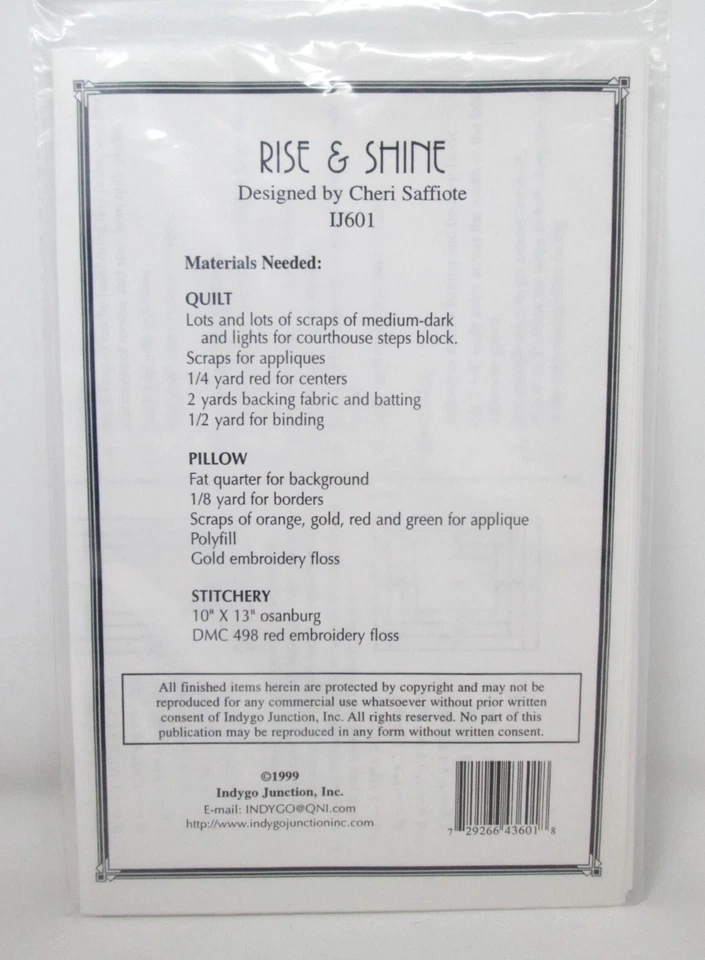 RISE & SHINE
Designed by Cheri Saffiote
IJ601
Materials Needed:
QUILT
Lots and lots of scraps of medium-dark
and lights for courthouse steps block.
Scraps for appliques
1/4 yard red for centers
2 yards backing fabric and batting
1/2 yard for binding
PILLOW
Fat quarter for background
1/8 yard for borders
Scraps of orange, gold, red and green for applique
Polyfill
Gold embroidery floss
STITCHERY
10" X 13" osanburg
DMC 498 red embroidery floss
All finished items herein are protected by copyright and may not be
reproduced for any commercial use whatsoever without prior written
consent of Indygo Junction, Inc. All rights reserved. No part of this
publication may be reproduced in any form without written consent.
©1999
Indygo Junction, Inc.
E-mail: INDYGO@QNI.com
http://www.indygojunctioninc.com
7 29266 43601 8